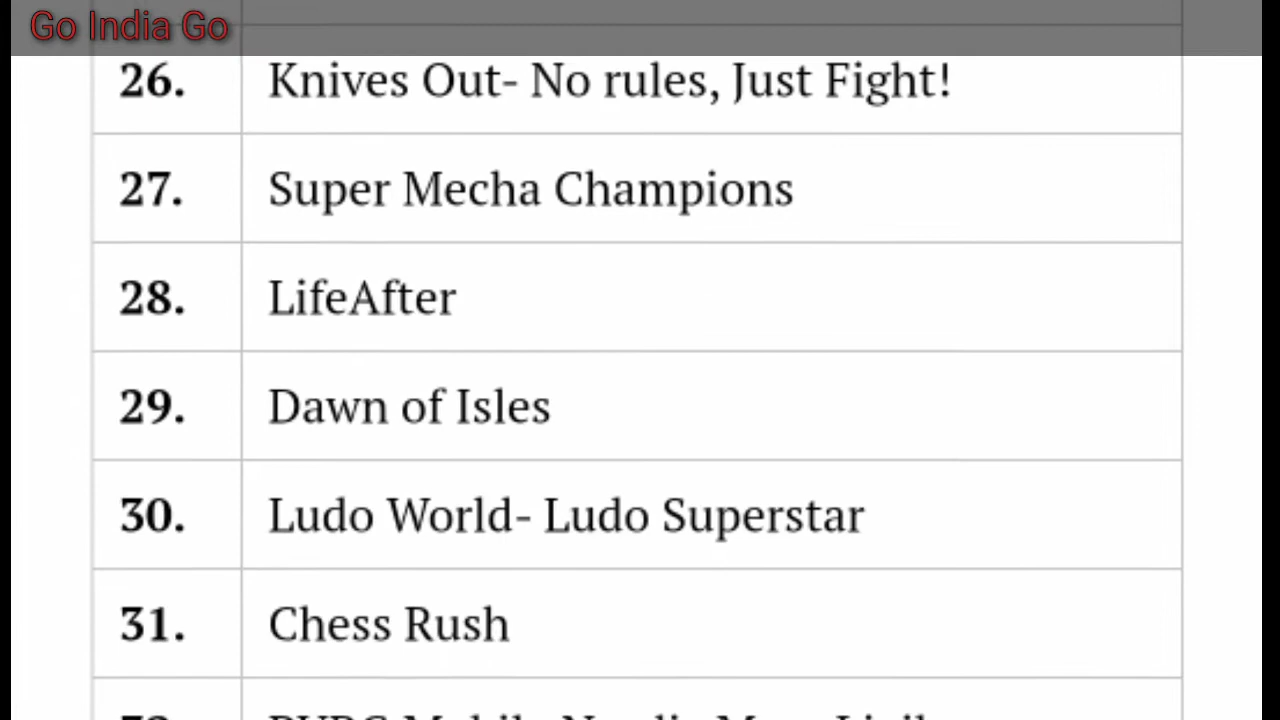 Go India Go
26. Knives Out- No rules, Just Fight!
27. Super Mecha Champions
28. LifeAfter
29. Dawn of Isles
30. Ludo World- Ludo Superstar
31. Chess Rush